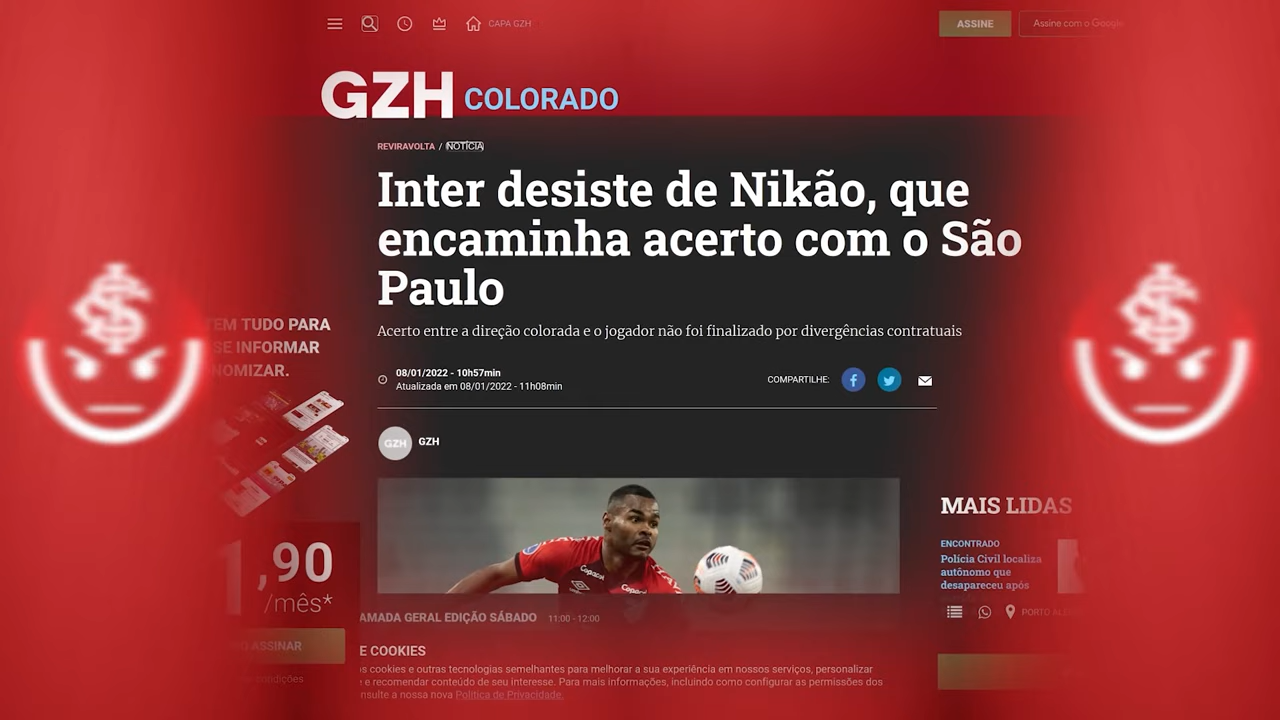 CAPA GZH
ASSINE
Assine com o Google
GZH COLORADO
REVIRAVOLTA / NOTÍCIA
Inter desiste de Nikão, que
encaminha acerto com o São
Paulo
Acerto entre a direção colorada e o jogador não foi finalizado por divergências contratuais
08/01/2022 - 10h57min
Atualizada em 08/01/2022 - 11h08min
COMPARTILHE:
GZH GZH
TEM TUDO PARA
SE INFORMAR
NOMIZAR.
1,90
/mês*
ASSINAR
condições
MAIS LIDAS
ENCONTRADO
Polícia Civil localiza
autônomo que
desapareceu após
PORTO AL
AMADA GERAL EDIÇÃO SÁBADO 11:00 - 12:00
E COOKIES
s cookies e outras tecnologias semelhantes para melhorar a sua experiência em nossos serviços, personalizar
e e recomendar conteúdo de seu interesse. Para mais informações, incluindo como configurar as permissões dos
nsulte a nossa nova Política de Privacidade.